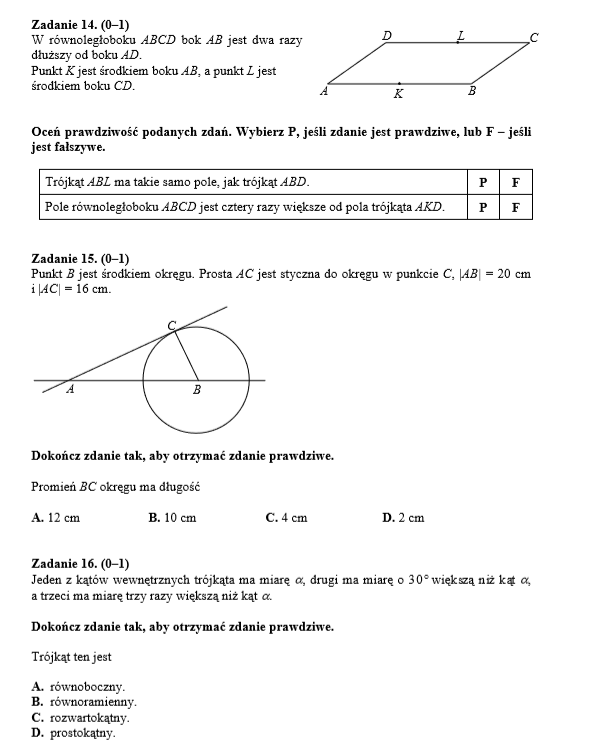 Zadanie 14. (0–1)
W równoległoboku ABCD bok AB jest dwa razy
dłuższy od boku AD.
Punkt K jest środkiem boku AB, a punkt L jest
środkiem boku CD.
D L C
A K B
Oceń prawdziwość podanych zdań. Wybierz P, jeśli zdanie jest prawdziwe, lub F – jeśli
jest fałszywe.
Trójkąt ABL ma takie samo pole, jak trójkąt ABD. P F
Pole równoległoboku ABCD jest cztery razy większe od pola trójkąta AKD. P F
Zadanie 15. (0–1)
Punkt B jest środkiem okręgu. Prosta AC jest styczna do okręgu w punkcie C, |AB| = 20 cm
i |AC| = 16 cm.
C
A B
Dokończ zdanie tak, aby otrzymać zdanie prawdziwe.
Promień BC okręgu ma długość
A. 12 cm B. 10 cm C. 4 cm D. 2 cm
Zadanie 16. (0–1)
Jeden z kątów wewnętrznych trójkąta ma miarę α, drugi ma miarę o 30° większą niż kąt α,
a trzeci ma miarę trzy razy większą niż kąt α.
Dokończ zdanie tak, aby otrzymać zdanie prawdziwe.
Trójkąt ten jest
A. równoboczny.
B. równoramienny.
C. rozwartokątny.
D. prostokątny.